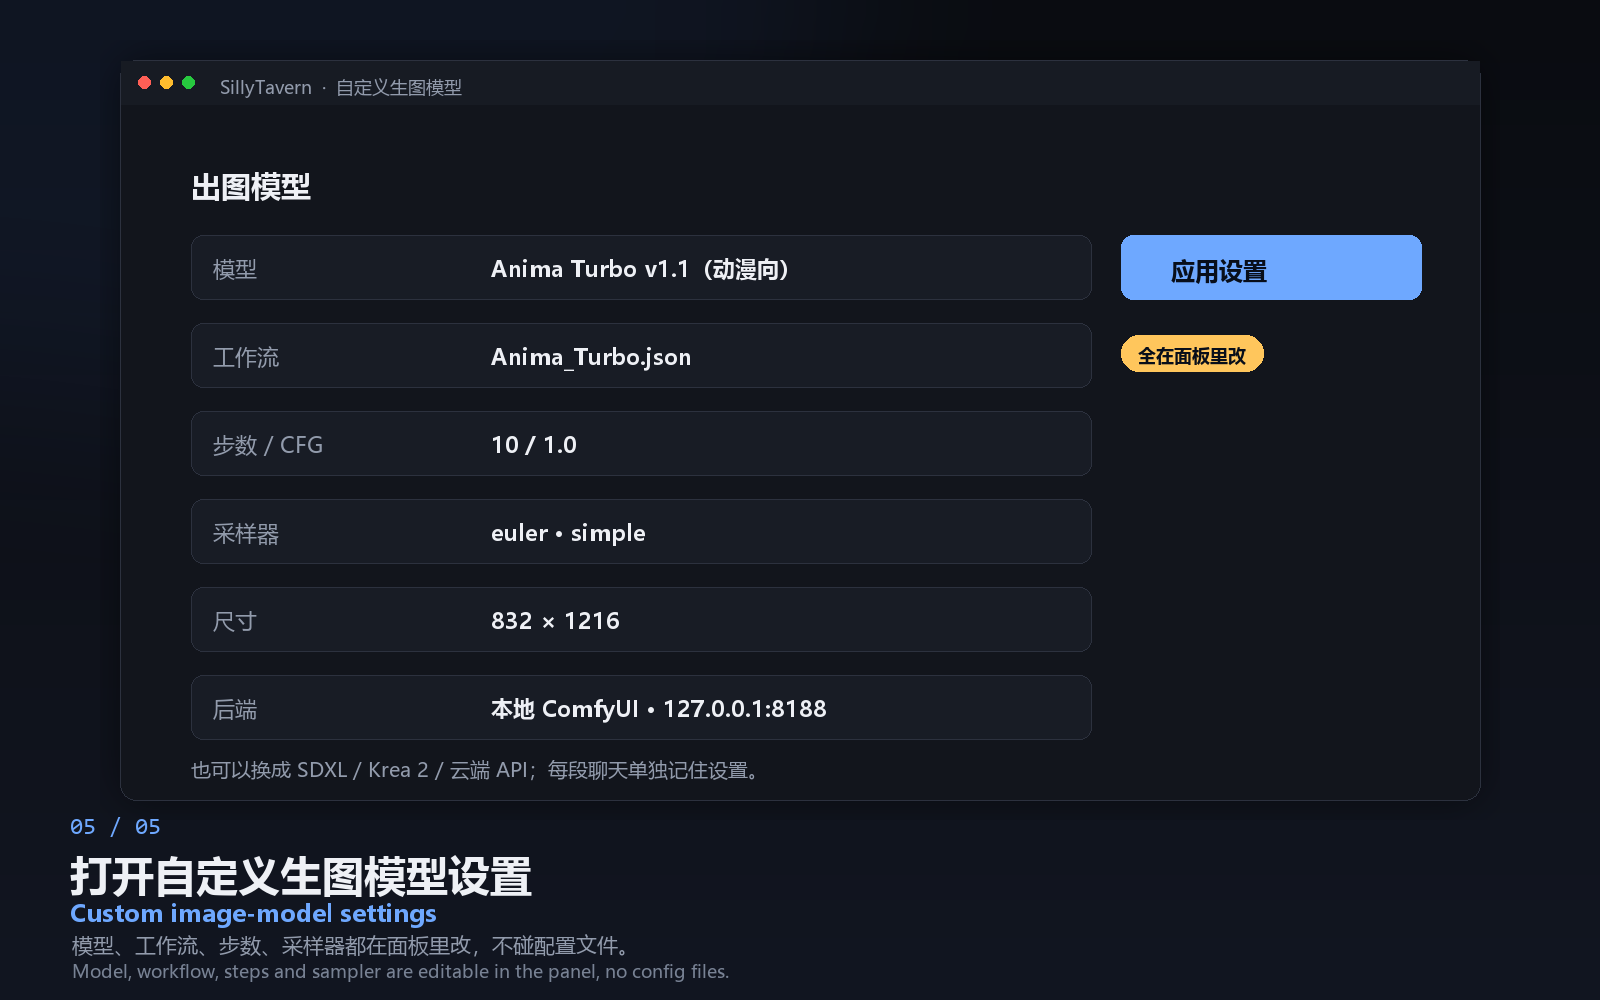 SillyTavern · 自定义生图模型
出图模型
模型 Anima Turbo v1.1（动漫向）
应用设置
工作流 Anima_Turbo.json
全在面板里改
步数 / CFG 10 / 1.0
采样器 euler • simple
尺寸 832 × 1216
后端 本地 ComfyUI • 127.0.0.1:8188
也可以换成 SDXL / Krea 2 / 云端 API；每段聊天单独记住设置。
05 / 05
打开自定义生图模型设置
Custom image-model settings
模型、工作流、步数、采样器都在面板里改，不碰配置文件。
Model, workflow, steps and sampler are editable in the panel, no config files.